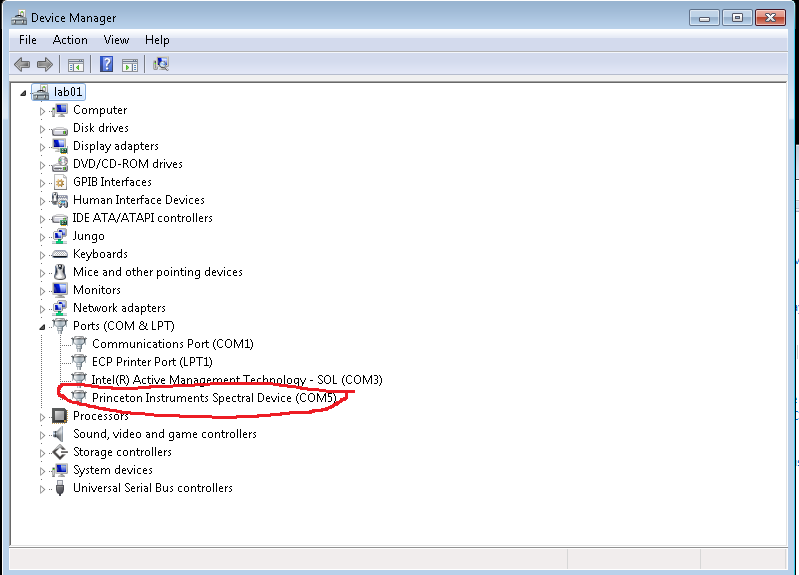 Device Manager
File Action View Help
lab01
Computer
Disk drives
Display adapters
DVD/CD-ROM drives
GPIB Interfaces
Human Interface Devices
IDE ATA/ATAPI controllers
Jungo
Keyboards
Mice and other pointing devices
Monitors
Network adapters
Ports (COM & LPT)
Communications Port (COM1)
ECP Printer Port (LPT1)
Intel(R) Active Management Technology - SOL (COM3)
Princeton Instruments Spectral Device (COM5)
Processors
Sound, video and game controllers
Storage controllers
System devices
Universal Serial Bus controllers